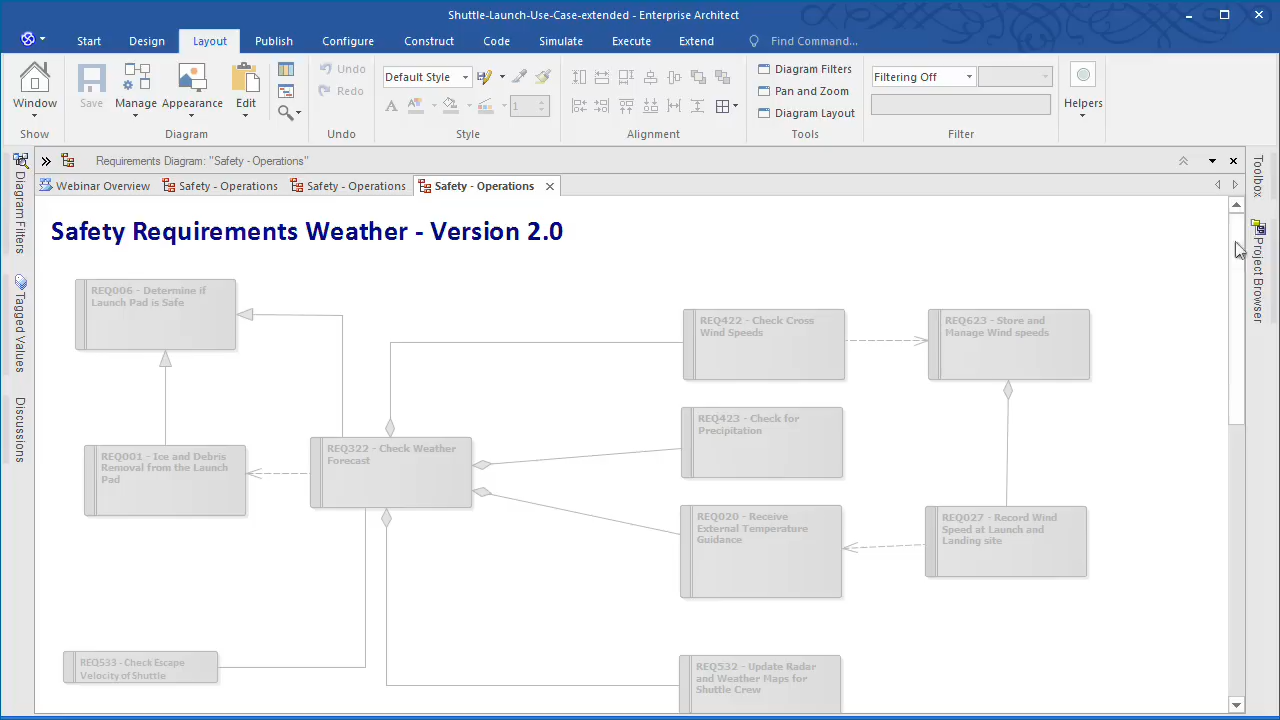 Shuttle-Launch-Use-Case-extended - Enterprise Architect
Start Design Layout Publish Configure Construct Code Simulate Execute Extend Find Command...
Window
Show
Save
Manage
Appearance
Edit
Diagram
Undo
Redo
Undo
Default Style
1
Style
Alignment
Diagram Filters
Pan and Zoom
Diagram Layout
Tools
Filtering Off
Filter
Helpers
Requirements Diagram: "Safety - Operations"
Webinar Overview
Safety - Operations
Safety - Operations
Safety - Operations
Diagram Filters
Tagged Values
Discussions
Toolbox
Project Browser
Safety Requirements Weather - Version 2.0
REQ006 - Determine if
Launch Pad is Safe
REQ422 - Check Cross
Wind Speeds
REQ623 - Store and
Manage Wind speeds
REQ423 - Check for
Precipitation
REQ001 - Ice and Debris
Removal from the Launch
Pad
REQ322 - Check Weather
Forecast
REQ020 - Receive
External Temperature
Guidance
REQ027 - Record Wind
Speed at Launch and
Landing site
REQ533 - Check Escape
Velocity of Shuttle
REQ532 - Update Radar
and Weather Maps for
Shuttle Crew